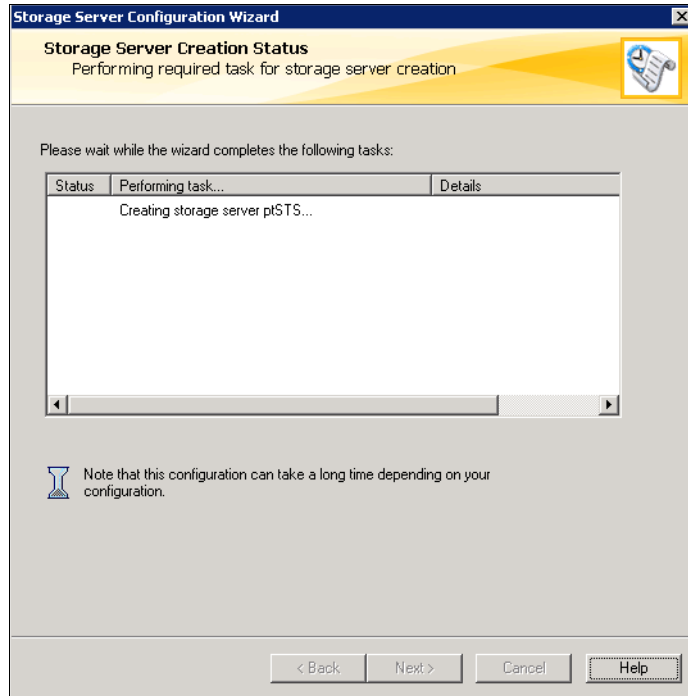 Storage Server Configuration Wizard
Storage Server Creation Status
Performing required task for storage server creation
Please wait while the wizard completes the following tasks:
Status Performing task... Details
Creating storage server ptSTS...
Note that this configuration can take a long time depending on your
configuration.
< Back Next > Cancel Help